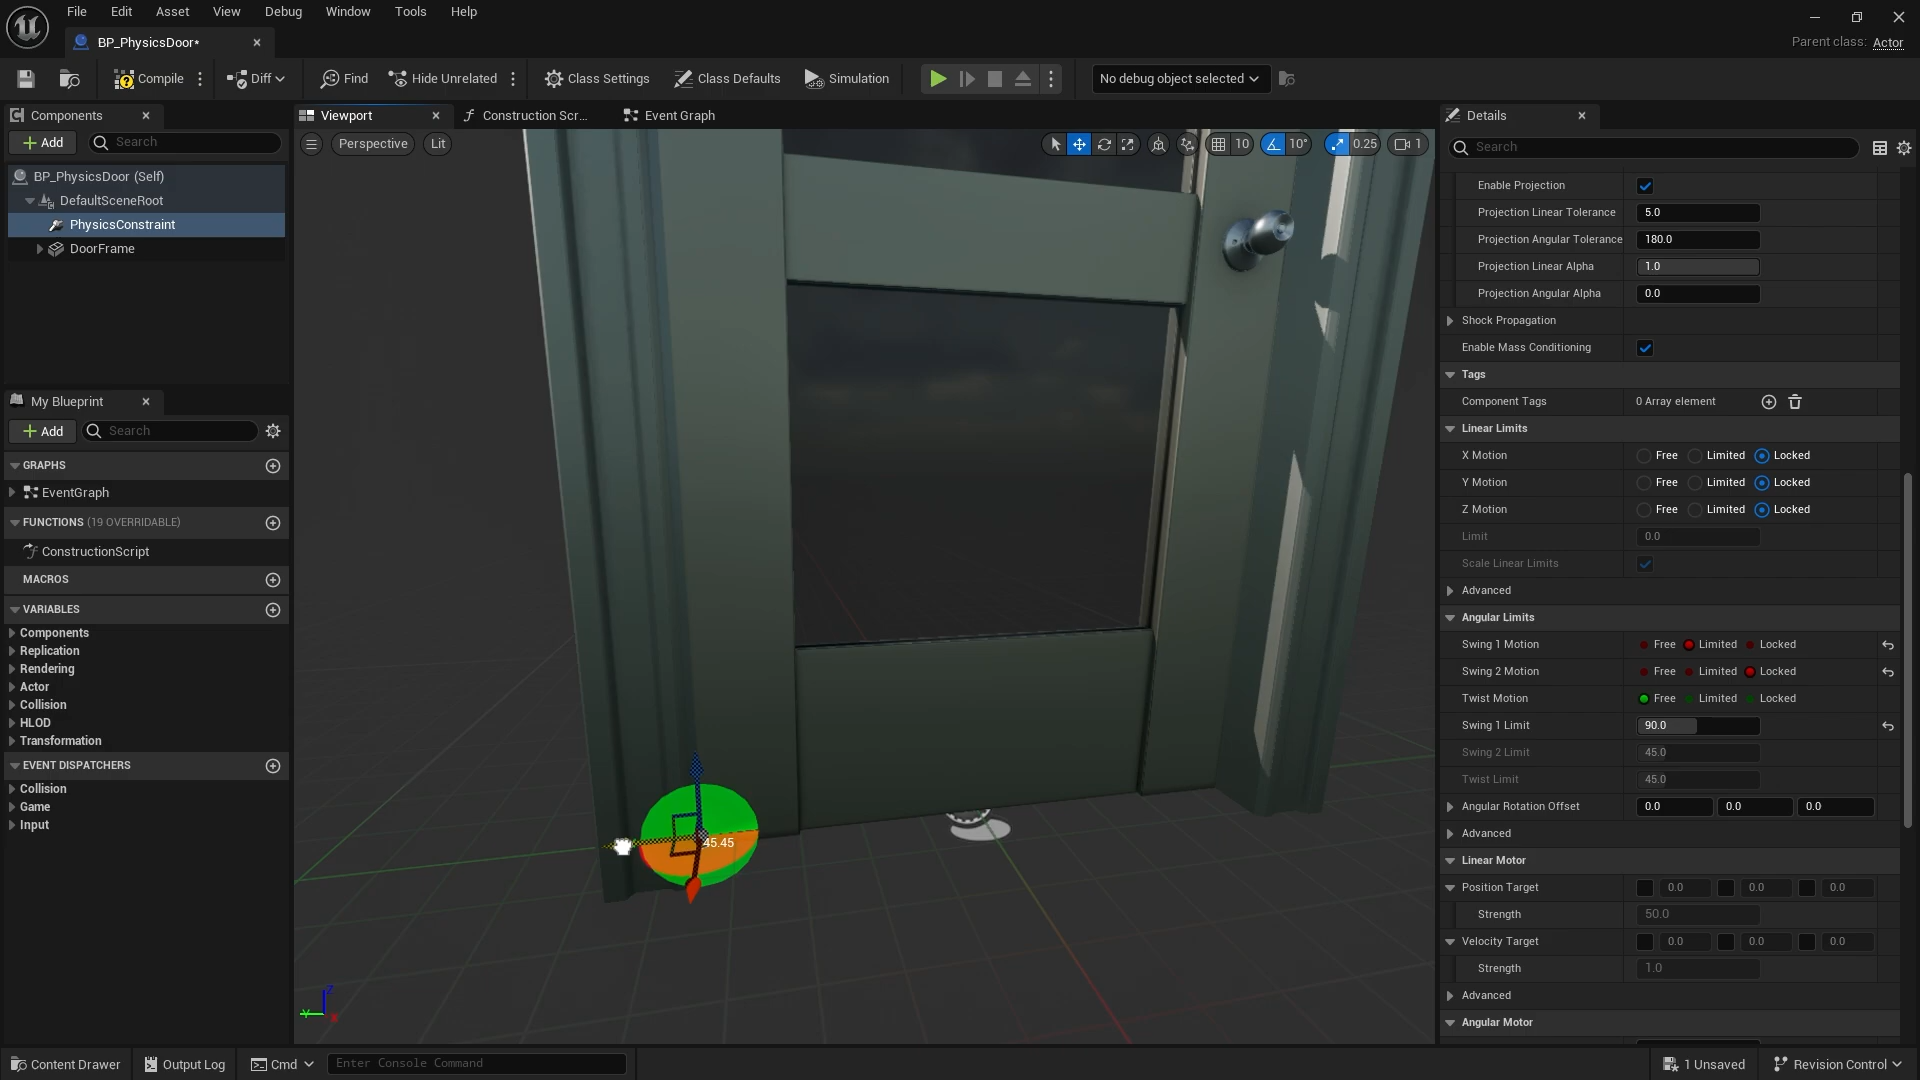 File Edit Asset View Debug Window Tools Help
BP_PhysicsDoor*
Parent class: Actor
Compile Diff Find Hide Unrelated Class Settings Class Defaults Simulation No debug object selected
Components
Add Search
BP_PhysicsDoor (Self)
DefaultSceneRoot
PhysicsConstraint
DoorFrame
My Blueprint
Add Search
GRAPHS
EventGraph
FUNCTIONS (19 OVERRIDABLE)
ConstructionScript
MACROS
VARIABLES
Components
Replication
Rendering
Actor
Collision
HLOD
Transformation
EVENT DISPATCHERS
Collision
Game
Input
Viewport Construction Scr... Event Graph
Perspective Lit 10 10° 0.25 1
45.45
Z
Y
X
Details
Search
Enable Projection
Projection Linear Tolerance 5.0
Projection Angular Tolerance 180.0
Projection Linear Alpha 1.0
Projection Angular Alpha 0.0
Shock Propagation
Enable Mass Conditioning
Tags
Component Tags 0 Array element
Linear Limits
X Motion Free Limited Locked
Y Motion Free Limited Locked
Z Motion Free Limited Locked
Limit 0.0
Scale Linear Limits
Advanced
Angular Limits
Swing 1 Motion Free Limited Locked
Swing 2 Motion Free Limited Locked
Twist Motion Free Limited Locked
Swing 1 Limit 90.0
Swing 2 Limit 45.0
Twist Limit 45.0
Angular Rotation Offset 0.0 0.0 0.0
Advanced
Linear Motor
Position Target 0.0 0.0 0.0
Strength 50.0
Velocity Target 0.0 0.0 0.0
Strength 1.0
Advanced
Angular Motor
Content Drawer Output Log Cmd Enter Console Command 1 Unsaved Revision Control